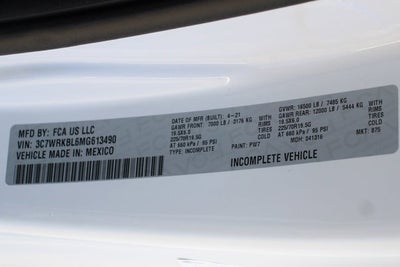 MFD BY: FCA US LLC
VIN: 3C7WRKBL6MG613490
VEHICLE MADE IN: MEXICO
DATE OF MFR (BUILT): 4-21
GAWR FRONT: 7000 LB / 3176 KG WITH
19.5X6.0 RIMS
225/70R19.5G TIRES
AT 660 kPa / 95 PSI COLD
TYPE: INCOMPLETE PAINT: PW7
GVWR: 16500 LB / 7485 KG
GAWR REAR: 12000 LB / 5444 KG WITH
19.5X6.0 RIMS
225/70R19.5G TIRES
AT 660 kPa / 95 PSI COLD
MDH: 041316 MKT: 875
INCOMPLETE VEHICLE